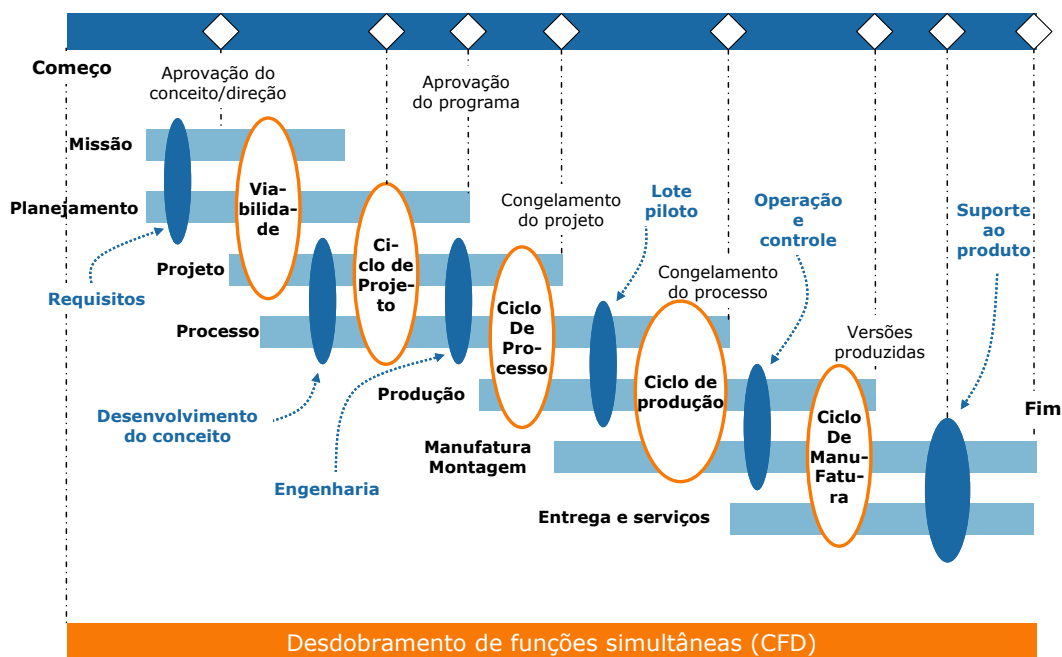 Começo
Aprovação do
conceito/direção
Aprovação
do programa
Missão
Planejamento
Via-
bilida-
de
Congelamento
do projeto
Lote
piloto
Operação
e
controle
Suporte
ao
produto
Projeto
Ci-
clo de
Proje-
to
Requisitos
Congelamento
do processo
Processo
Ciclo
De
Pro-
cesso
Versões
produzidas
Produção
Ciclo de
produção
Fim
Desenvolvimento
do conceito
Manufatura
Montagem
Ciclo
De
Manu-
Fatu-
ra
Engenharia
Entrega e serviços
Desdobramento de funções simultâneas (CFD)